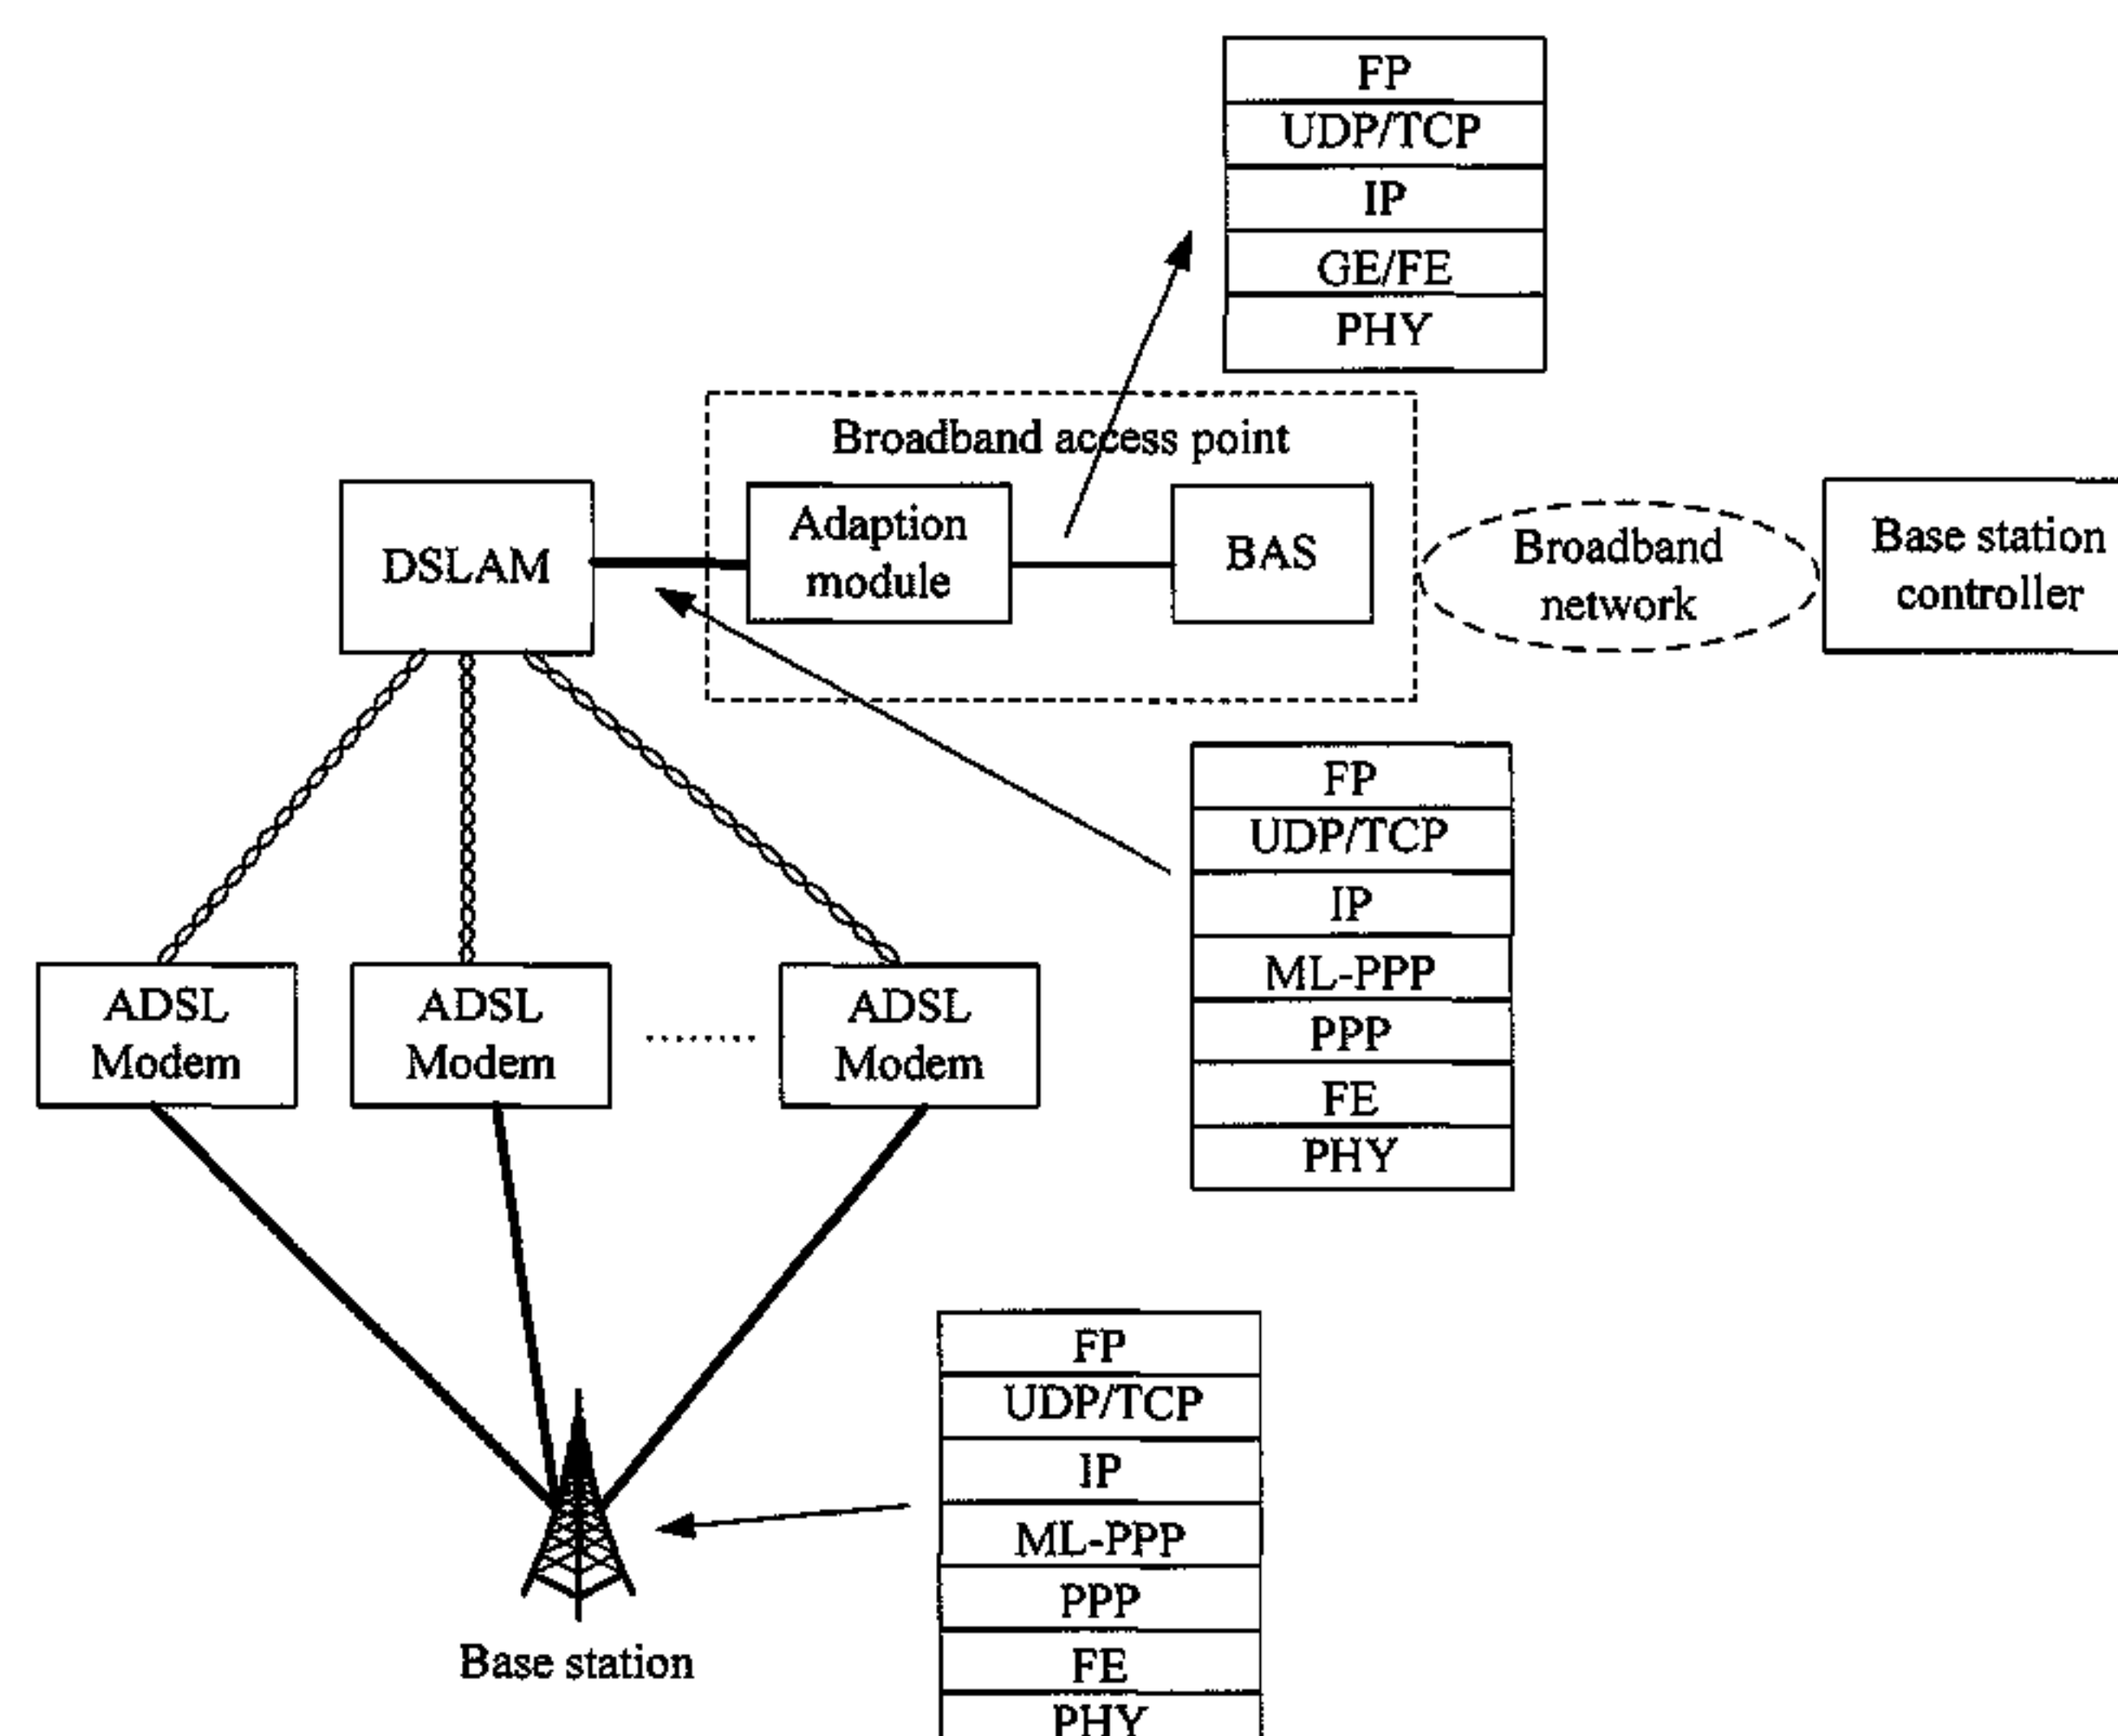 FP
UDP/TCP
IP
GE/FE
PHY
Broadband access point
DSLAM
Adaption
module
BAS
Broadband
network
Base station
controller
FP
UDP/TCP
IP
ML-PPP
PPP
FE
PHY
ADSL
Modem
ADSL
Modem
........
ADSL
Modem
FP
UDP/TCP
IP
ML-PPP
PPP
FE
PHY
Base station